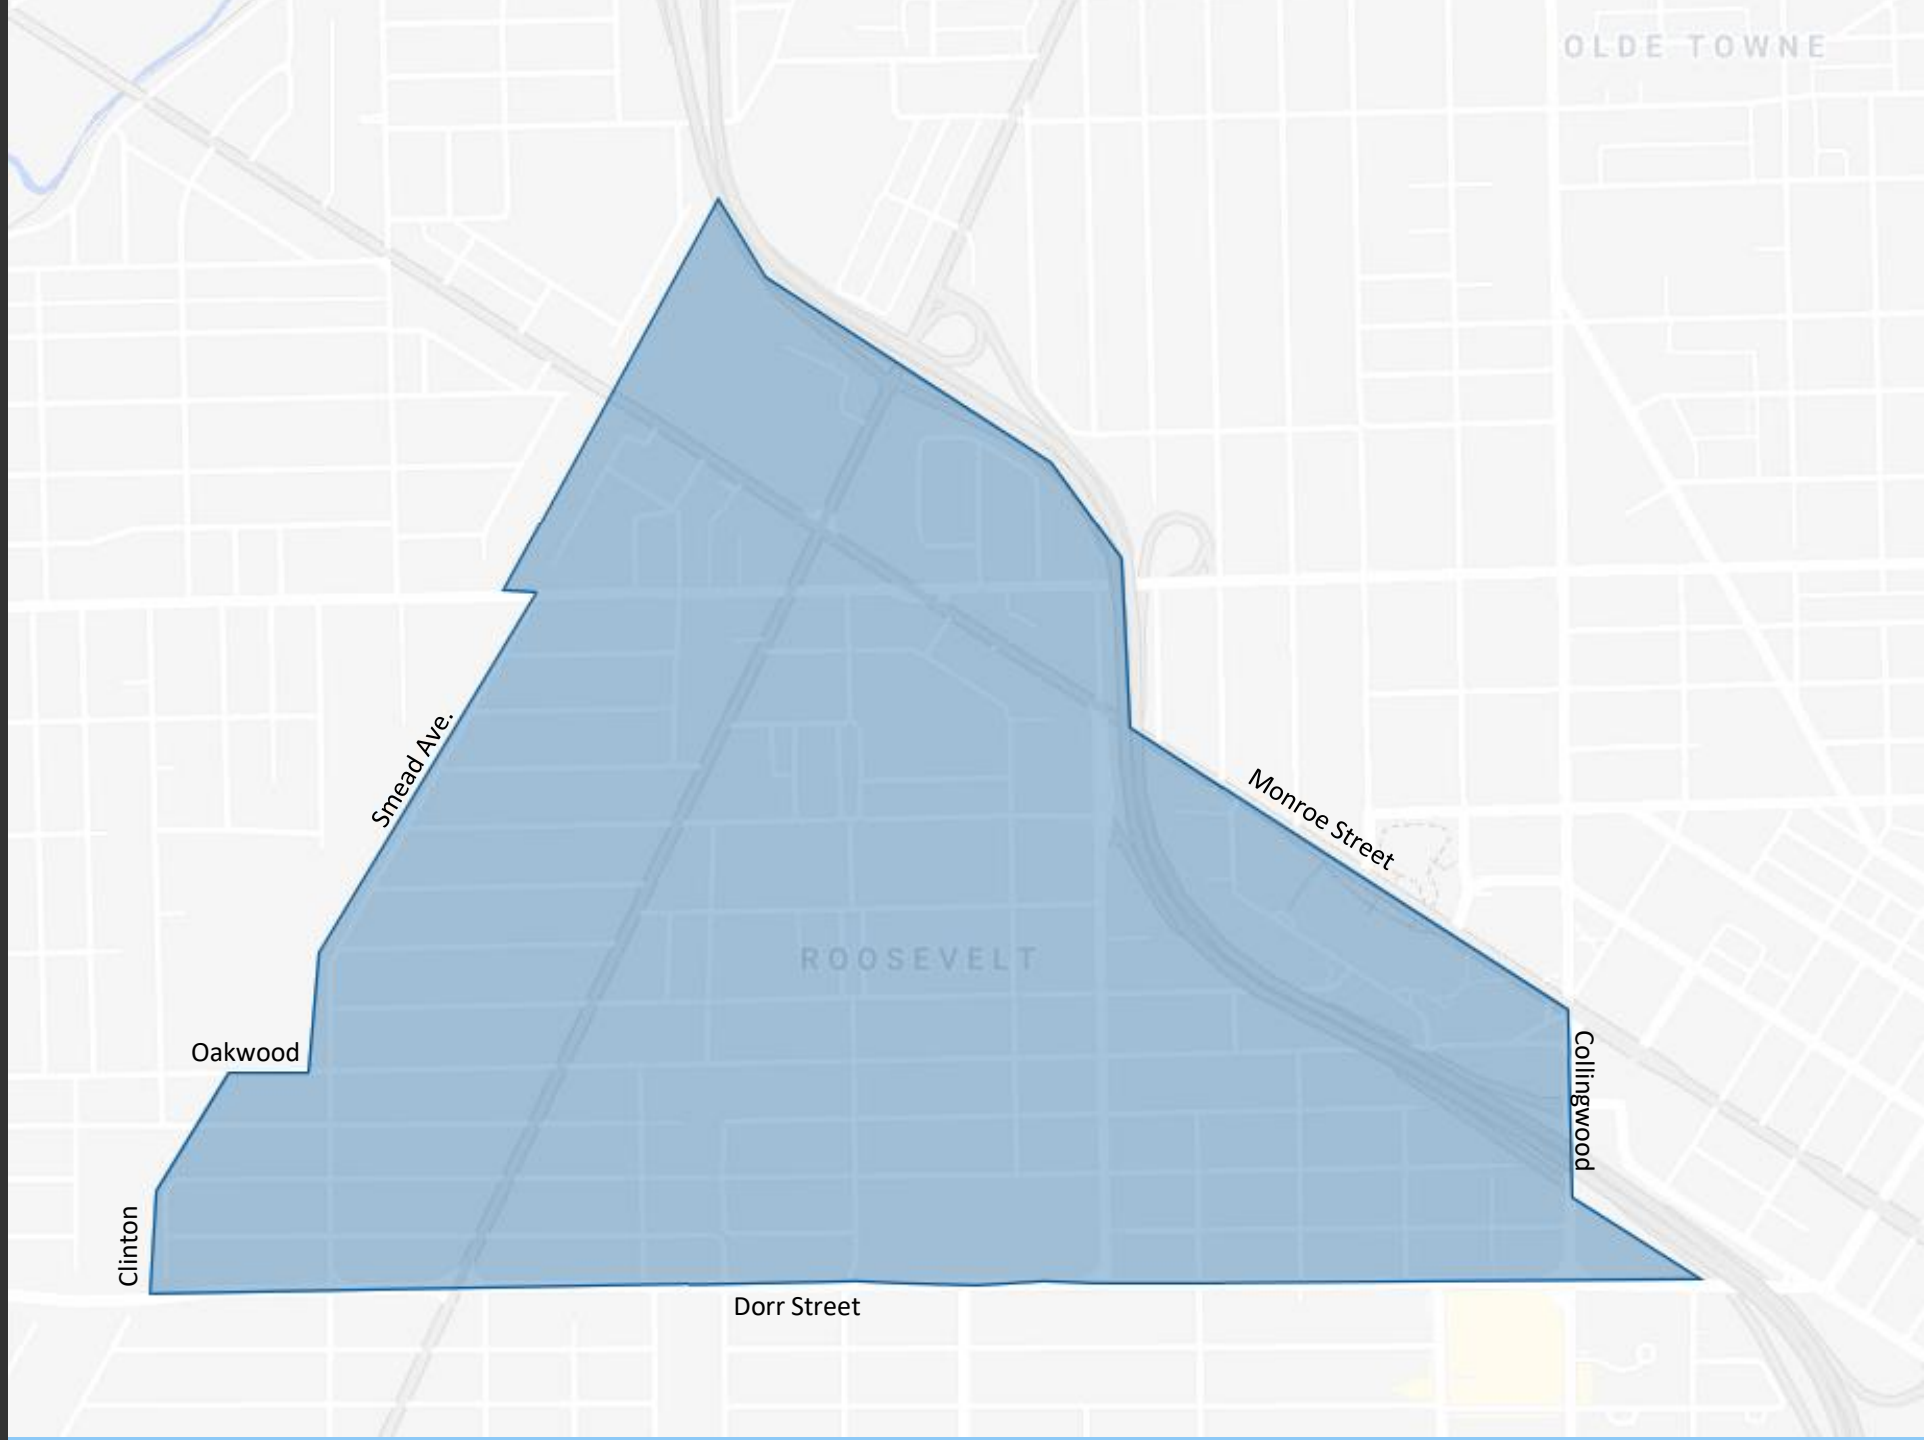 OLDE TOWNE
Smead Ave.
Monroe Street
ROOSEVELT
Oakwood
Collingwood
Clinton
Dorr Street